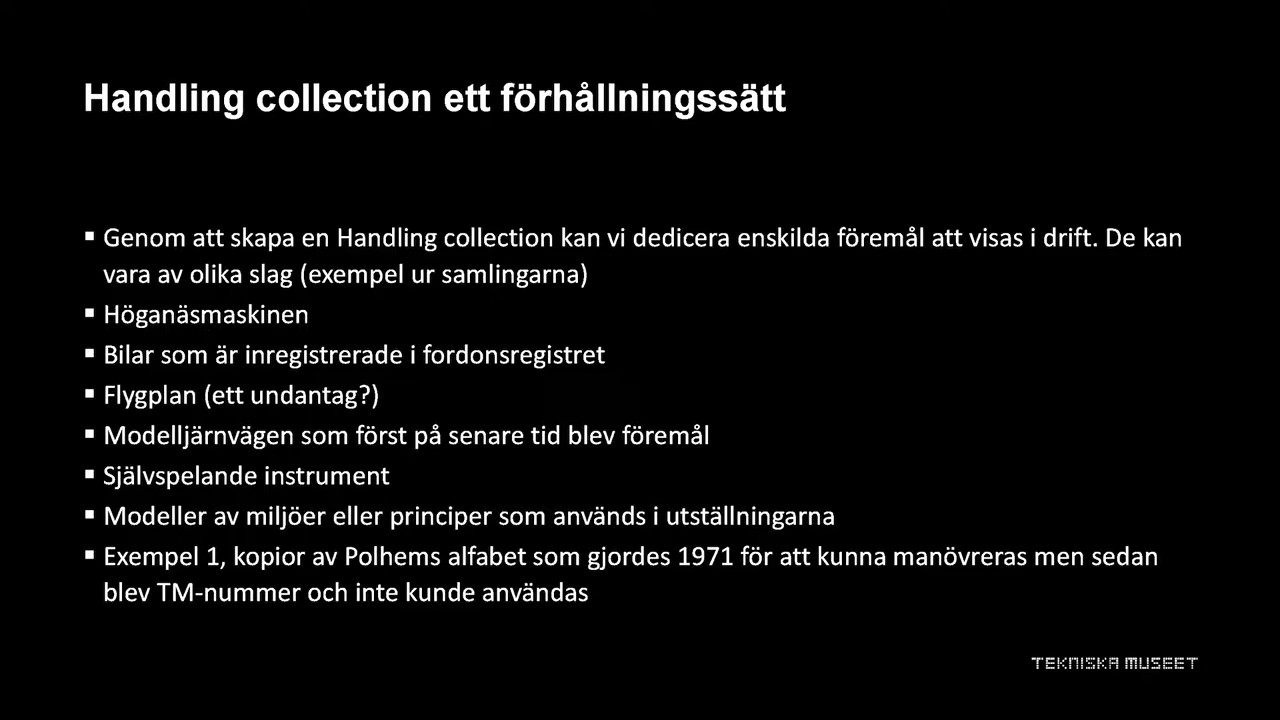 Handling collection ett förhållningssätt
▪ Genom att skapa en Handling collection kan vi dedicera enskilda föremål att visas i drift. De kan
vara av olika slag (exempel ur samlingarna)
▪ Höganäsmaskinen
▪ Bilar som är inregistrerade i fordonsregistret
▪ Flygplan (ett undantag?)
▪ Modelljärnvägen som först på senare tid blev föremål
▪ Självspelande instrument
▪ Modeller av miljöer eller principer som används i utställningarna
▪ Exempel 1, kopior av Polhems alfabet som gjordes 1971 för att kunna manövreras men sedan
blev TM-nummer och inte kunde användas
TEKNISKA MUSEET